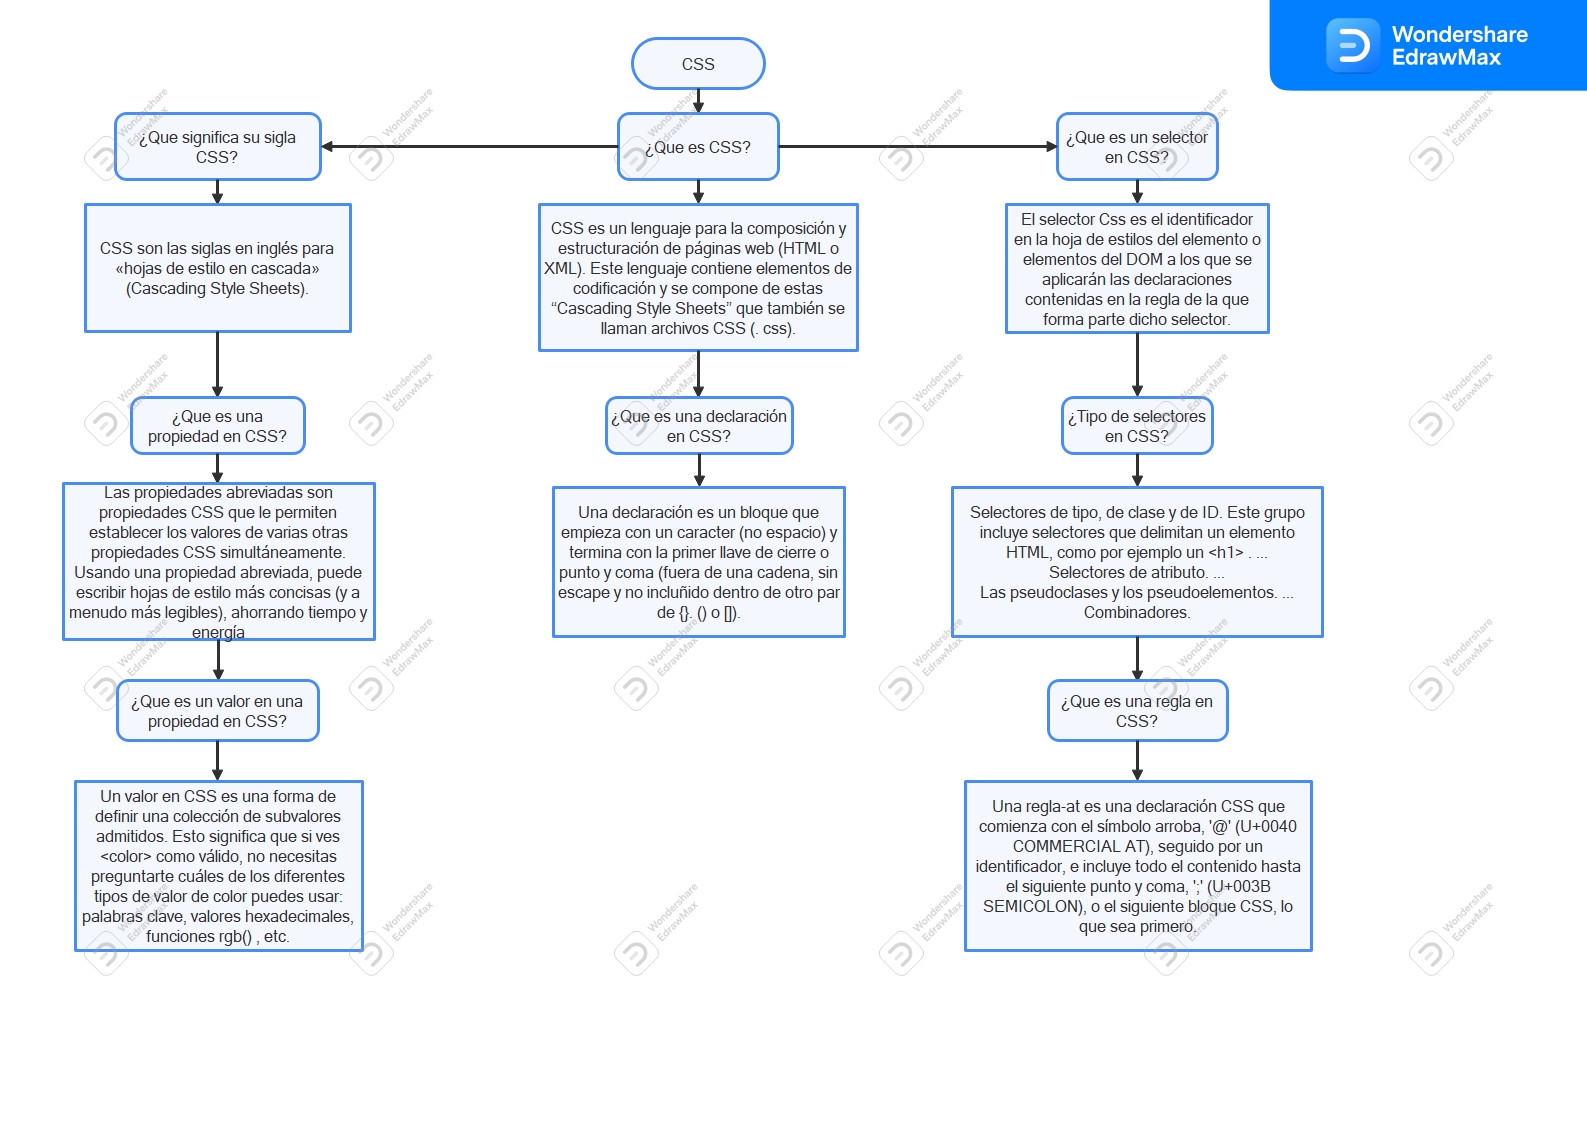 Wondershare
EdrawMax
CSS
¿Que significa su sigla
CSS?
¿Que es CSS?
¿Que es un selector
en CSS?
CSS son las siglas en inglés para
«hojas de estilo en cascada»
(Cascading Style Sheets).
CSS es un lenguaje para la composición y
estructuración de páginas web (HTML o
XML). Este lenguaje contiene elementos de
codificación y se compone de estas
“Cascading Style Sheets” que también se
llaman archivos CSS (. css).
El selector Css es el identificador
en la hoja de estilos del elemento o
elementos del DOM a los que se
aplicarán las declaraciones
contenidas en la regla de la que
forma parte dicho selector.
¿Que es una
propiedad en CSS?
¿Que es una declaración
en CSS?
¿Tipo de selectores
en CSS?
Las propiedades abreviadas son
propiedades CSS que le permiten
establecer los valores de varias otras
propiedades CSS simultáneamente.
Usando una propiedad abreviada, puede
escribir hojas de estilo más concisas (y a
menudo más legibles), ahorrando tiempo y
energía
Una declaración es un bloque que
empieza con un caracter (no espacio) y
termina con la primer llave de cierre o
punto y coma (fuera de una cadena, sin
escape y no incluñido dentro de otro par
de {}. () o []).
Selectores de tipo, de clase y de ID. Este grupo
incluye selectores que delimitan un elemento
HTML, como por ejemplo un <h1> . ...
Selectores de atributo. ...
Las pseudoclases y los pseudoelementos. ...
Combinadores.
¿Que es un valor en una
propiedad en CSS?
¿Que es una regla en
CSS?
Un valor en CSS es una forma de
definir una colección de subvalores
admitidos. Esto significa que si ves
<color> como válido, no necesitas
preguntarte cuáles de los diferentes
tipos de valor de color puedes usar:
palabras clave, valores hexadecimales,
funciones rgb() , etc.
Una regla-at es una declaración CSS que
comienza con el símbolo arroba, '@' (U+0040
COMMERCIAL AT), seguido por un
identificador, e incluye todo el contenido hasta
el siguiente punto y coma, ';' (U+003B
SEMICOLON), o el siguiente bloque CSS, lo
que sea primero.